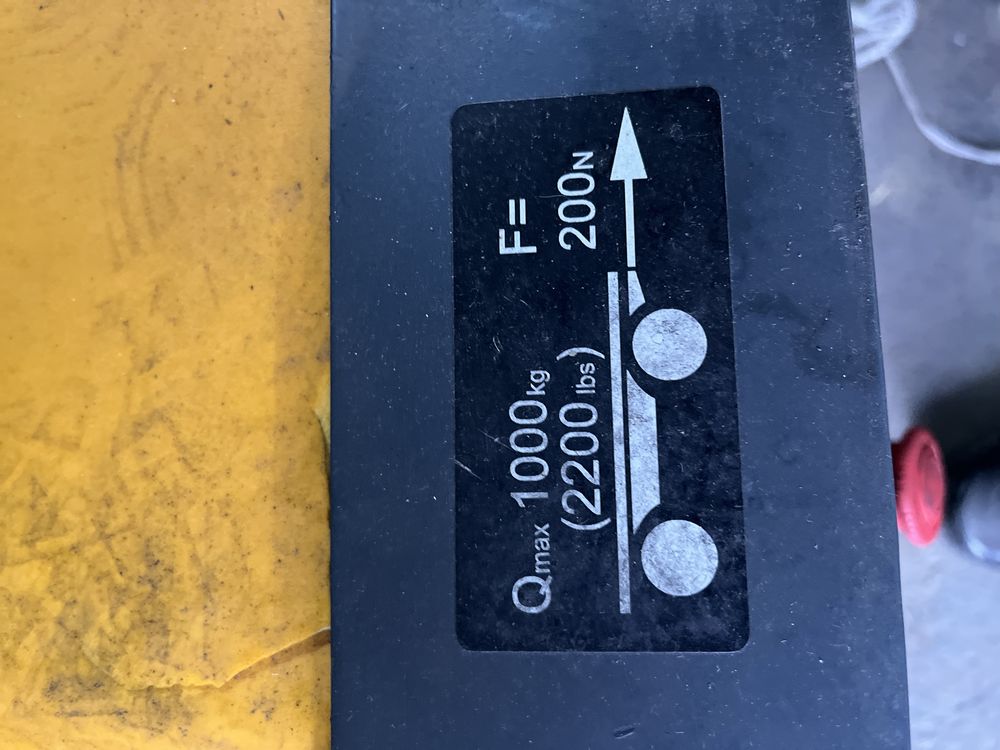 Qmax 1000kg
(2200 lbs)
F=
200N